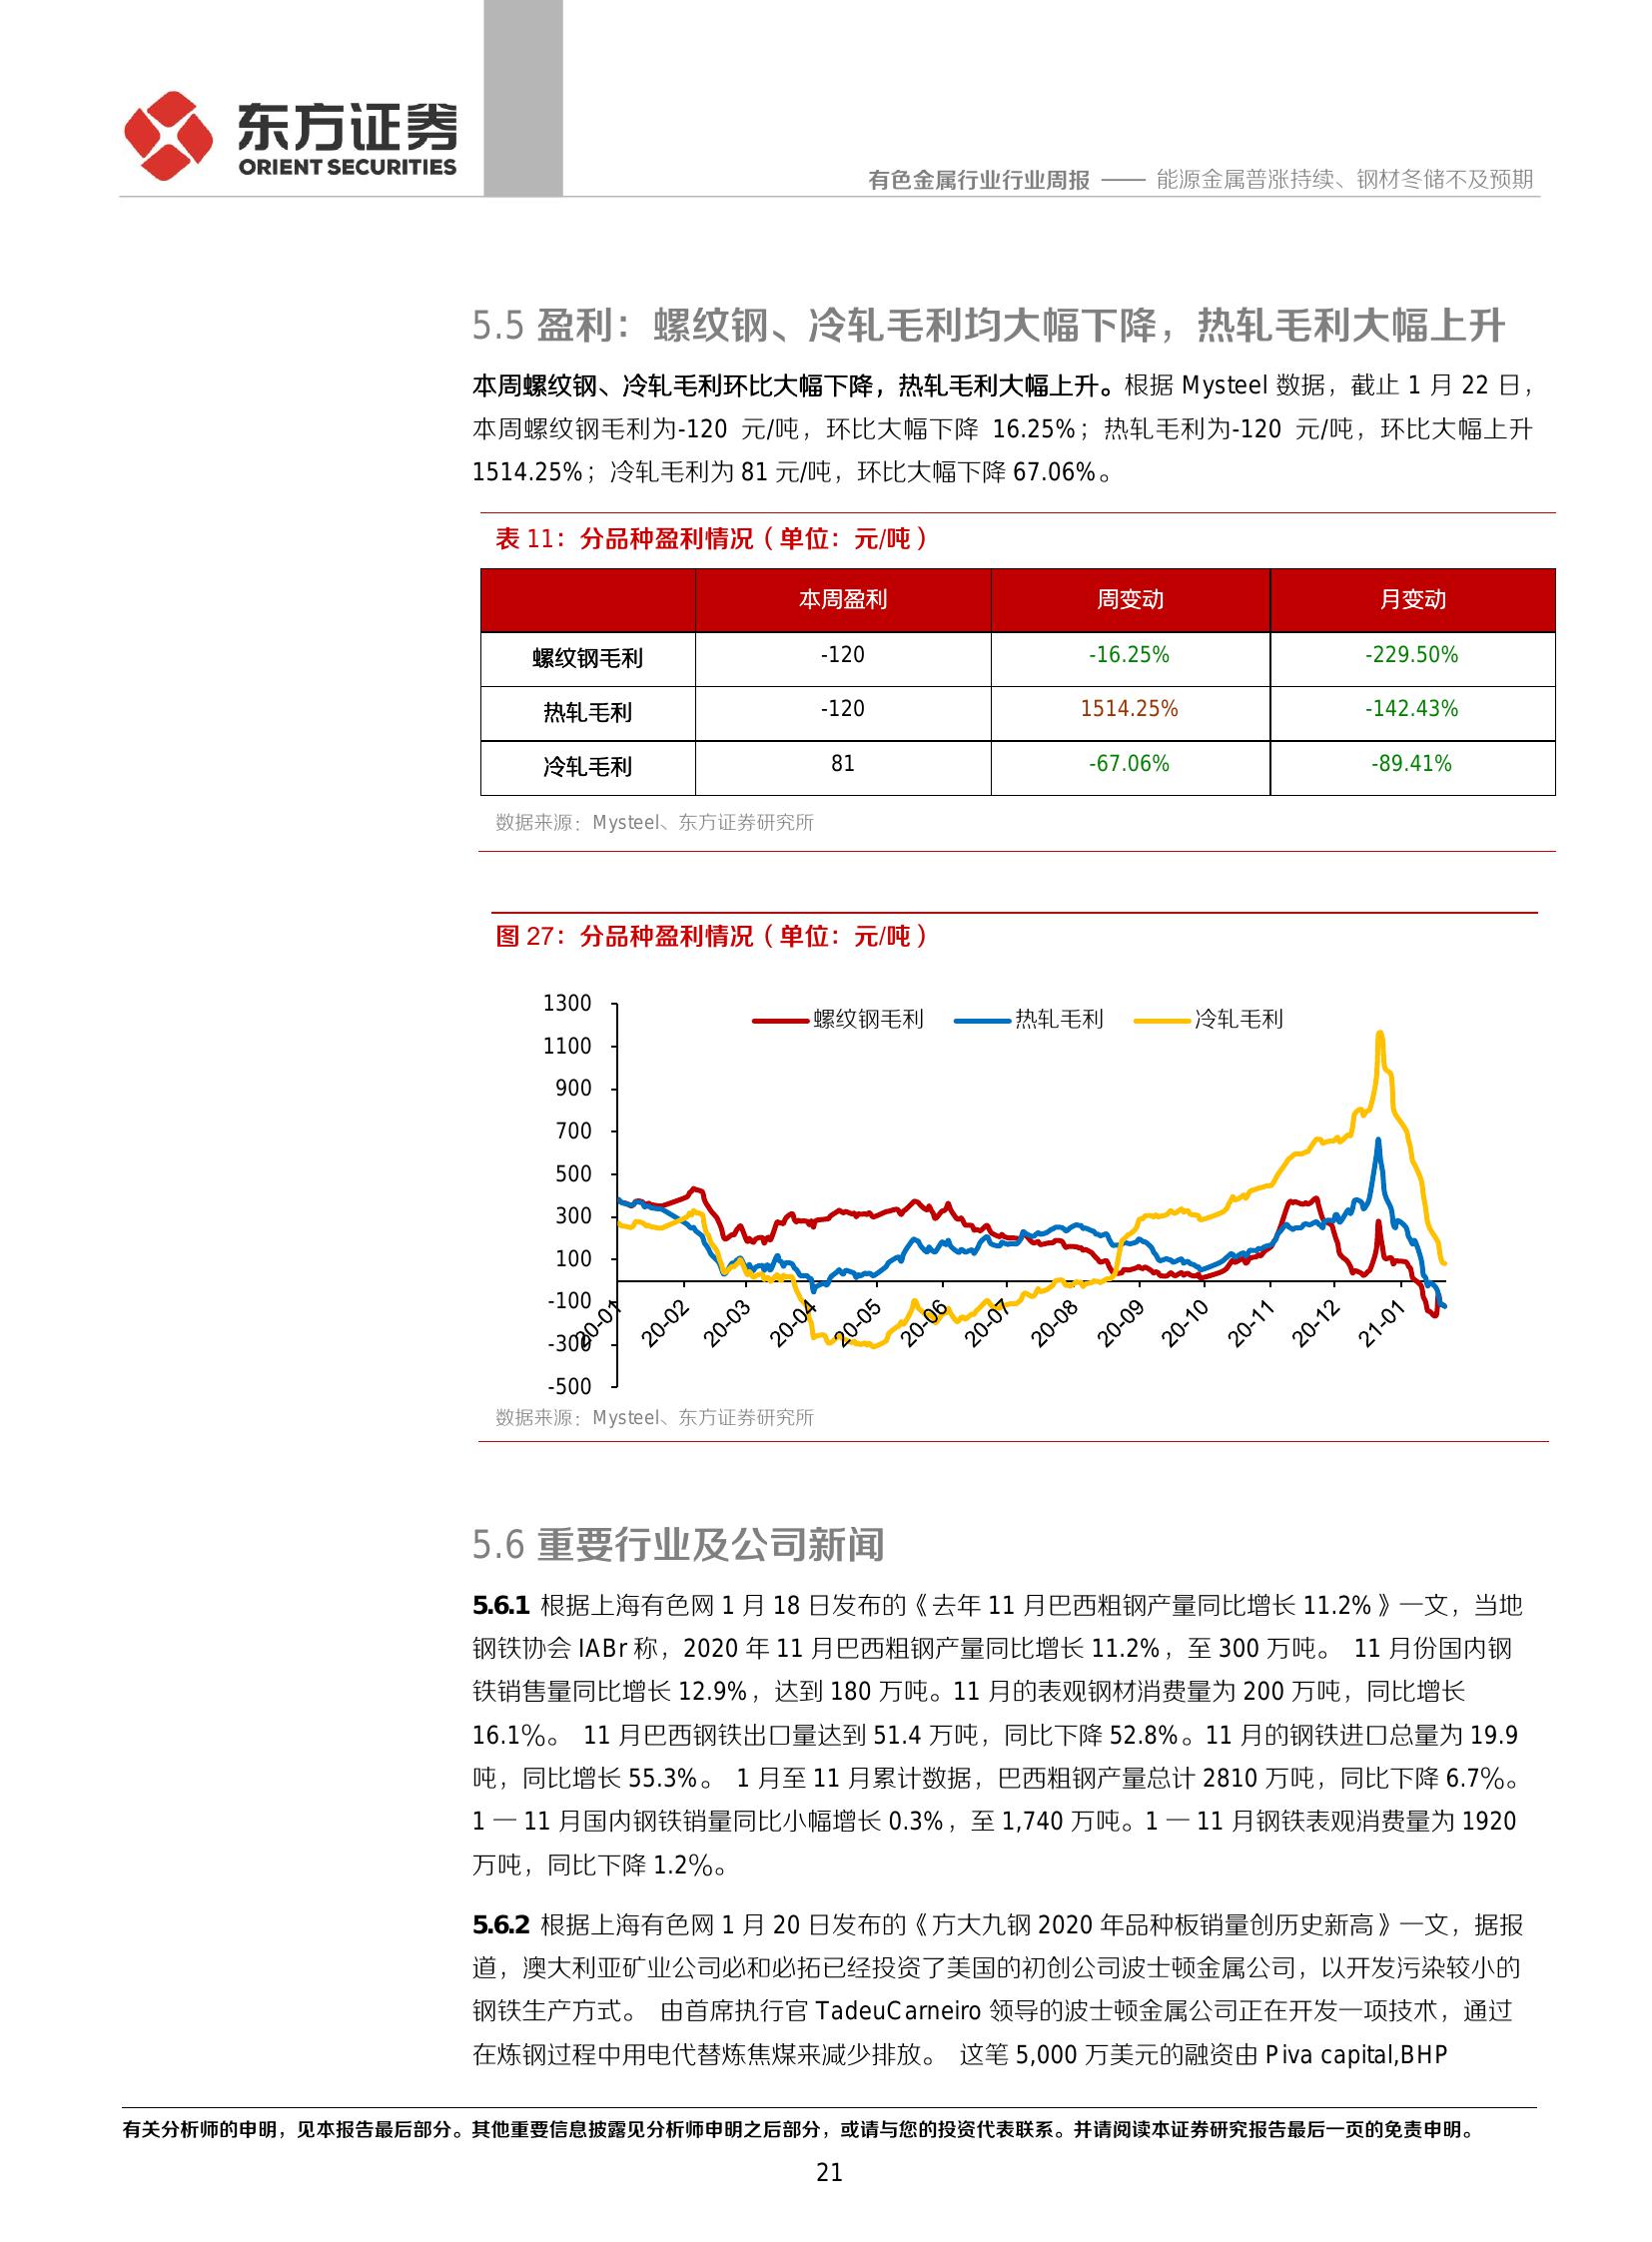 东方证券
ORIENT SECURITIES
有色金属行业行业周报 —— 能源金属普涨持续、钢材冬储不及预期
5.5 盈利：螺纹钢、冷轧毛利均大幅下降，热轧毛利大幅上升
本周螺纹钢、冷轧毛利环比大幅下降，热轧毛利大幅上升。根据 Mysteel 数据，截止 1 月 22 日，
本周螺纹钢毛利为-120 元/吨，环比大幅下降 16.25%；热轧毛利为-120 元/吨，环比大幅上升
1514.25%；冷轧毛利为 81 元/吨，环比大幅下降 67.06%。
表 11：分品种盈利情况（单位：元/吨）
本周盈利 周变动 月变动
螺纹钢毛利 -120 -16.25% -229.50%
热轧毛利 -120 1514.25% -142.43%
冷轧毛利 81 -67.06% -89.41%
数据来源：Mysteel、东方证券研究所
图 27：分品种盈利情况（单位：元/吨）
螺纹钢毛利 热轧毛利 冷轧毛利
1300
1100
900
700
500
300
100
-100
-300
-500
20-01 20-02 20-03 20-04 20-05 20-06 20-07 20-08 20-09 20-10 20-11 20-12 21-01
数据来源：Mysteel、东方证券研究所
5.6 重要行业及公司新闻
5.6.1 根据上海有色网 1 月 18 日发布的《去年 11 月巴西粗钢产量同比增长 11.2%》一文，当地
钢铁协会 IABr 称，2020 年 11 月巴西粗钢产量同比增长 11.2%，至 300 万吨。 11 月份国内钢
铁销售量同比增长 12.9%，达到 180 万吨。11 月的表观钢材消费量为 200 万吨，同比增长
16.1％。 11 月巴西钢铁出口量达到 51.4 万吨，同比下降 52.8%。11 月的钢铁进口总量为 19.9
吨，同比增长 55.3%。 1 月至 11 月累计数据，巴西粗钢产量总计 2810 万吨，同比下降 6.7％。
1 — 11 月国内钢铁销量同比小幅增长 0.3%，至 1,740 万吨。1 — 11 月钢铁表观消费量为 1920
万吨，同比下降 1.2％。
5.6.2 根据上海有色网 1 月 20 日发布的《方大九钢 2020 年品种板销量创历史新高》一文，据报
道，澳大利亚矿业公司必和必拓已经投资了美国的初创公司波士顿金属公司，以开发污染较小的
钢铁生产方式。 由首席执行官 TadeuCarneiro 领导的波士顿金属公司正在开发一项技术，通过
在炼钢过程中用电代替炼焦煤来减少排放。 这笔 5,000 万美元的融资由 Piva capital,BHP
有关分析师的申明，见本报告最后部分。其他重要信息披露见分析师申明之后部分，或请与您的投资代表联系。并请阅读本证券研究报告最后一页的免责申明。
21